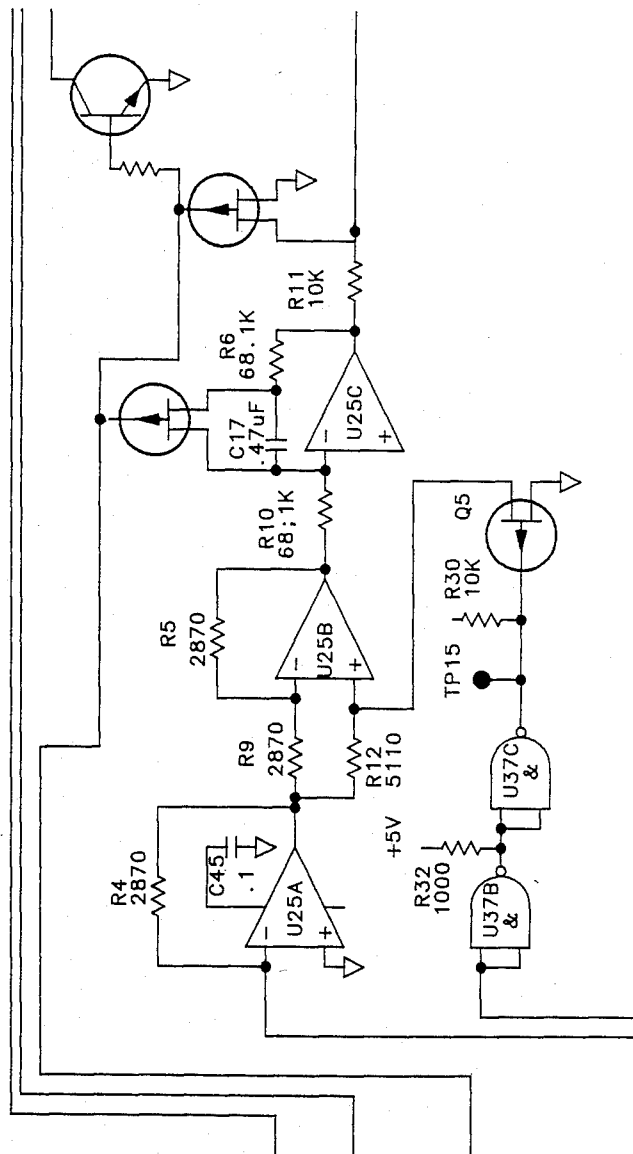 R11
10K
R6
68.1K
C17
.47uF
U25C
-
+
R10
68;1K
Q5
R30
10K
R5
2870
U25B
-
+
TP15
R9
2870
R12
5110
U37C
&
+5V
R4
2870
C45
.1
U25A
-
+
R32
1000
U37B
&